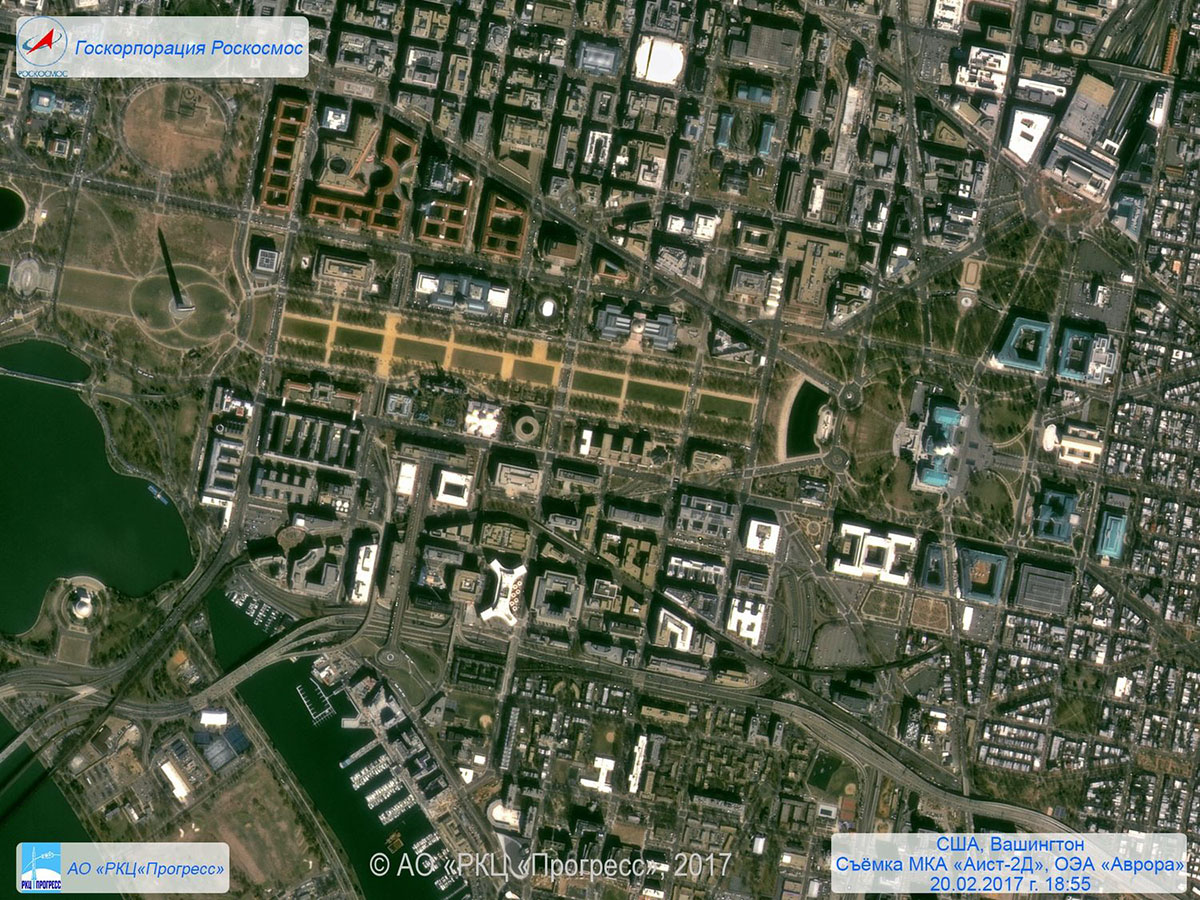 Госкорпорация Роскосмос
РОСКОСМОС
АО «РКЦ«Прогресс»
РКЦ ПРОГРЕСС
© АО «РКЦ «Прогресс», 2017
США, Вашингтон
Съёмка МКА «Аист-2Д», ОЭА «Аврора»
20.02.2017 г. 18:55